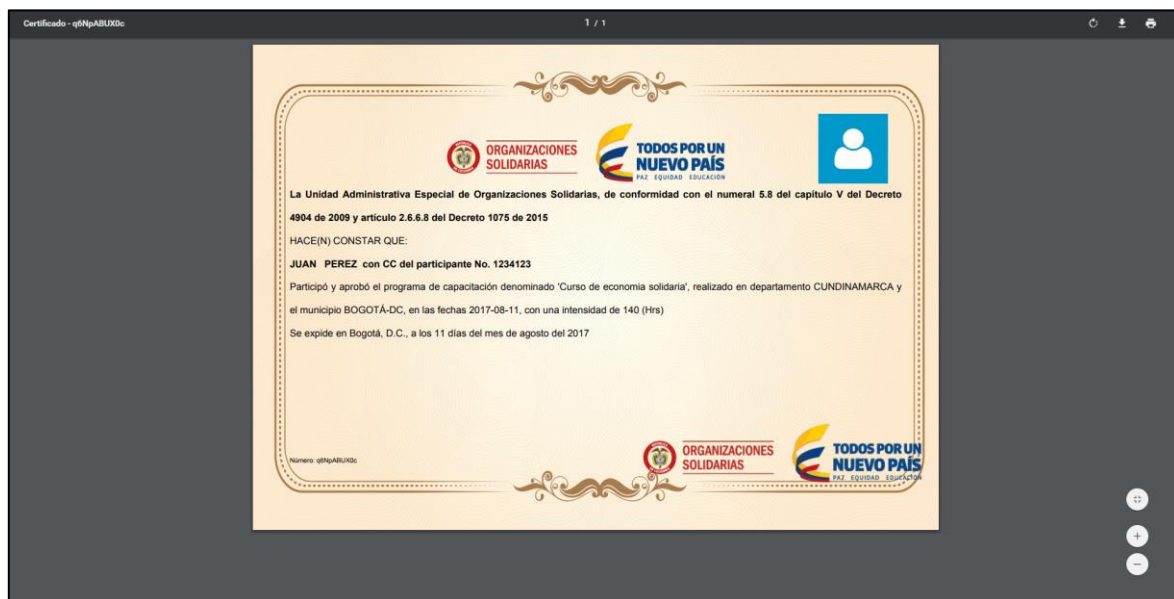 Certificado - q6NpABUX0c
1 / 1
ORGANIZACIONES
SOLIDARIAS
TODOS POR UN
NUEVO PAÍS
PAZ EQUIDAD EDUCACIÓN
La Unidad Administrativa Especial de Organizaciones Solidarias, de conformidad con el numeral 5.8 del capítulo V del Decreto
4904 de 2009 y artículo 2.6.6.8 del Decreto 1075 de 2015
HACE(N) CONSTAR QUE:
JUAN PEREZ con CC del participante No. 1234123
Participó y aprobó el programa de capacitación denominado 'Curso de economia solidaria', realizado en departamento CUNDINAMARCA y
el municipio BOGOTÁ-DC, en las fechas 2017-08-11, con una intensidad de 140 (Hrs)
Se expide en Bogotá, D.C., a los 11 días del mes de agosto del 2017
ORGANIZACIONES
SOLIDARIAS
TODOS POR UN
NUEVO PAÍS
PAZ EQUIDAD EDUCACIÓN
Número: q6NpABUX0c